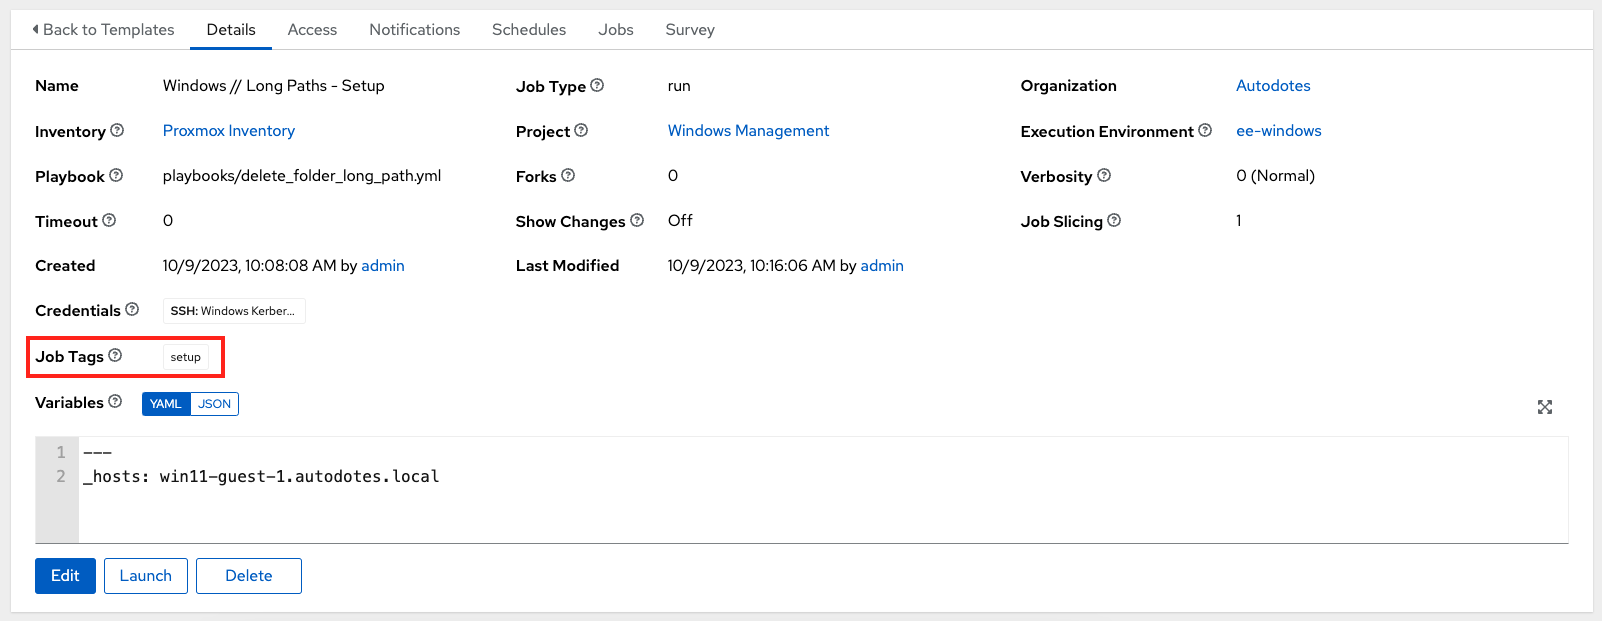 Back to Templates Details Access Notifications Schedules Jobs Survey
Name Windows // Long Paths - Setup Job Type run Organization Autodotes
Inventory Proxmox Inventory Project Windows Management Execution Environment ee-windows
Playbook playbooks/delete_folder_long_path.yml Forks 0 Verbosity 0 (Normal)
Timeout 0 Show Changes Off Job Slicing 1
Created 10/9/2023, 10:08:08 AM by admin Last Modified 10/9/2023, 10:16:06 AM by admin
Credentials SSH: Windows Kerber...
Job Tags setup
Variables YAML JSON
1 ---
2 _hosts: win11-guest-1.autodotes.local
Edit Launch Delete